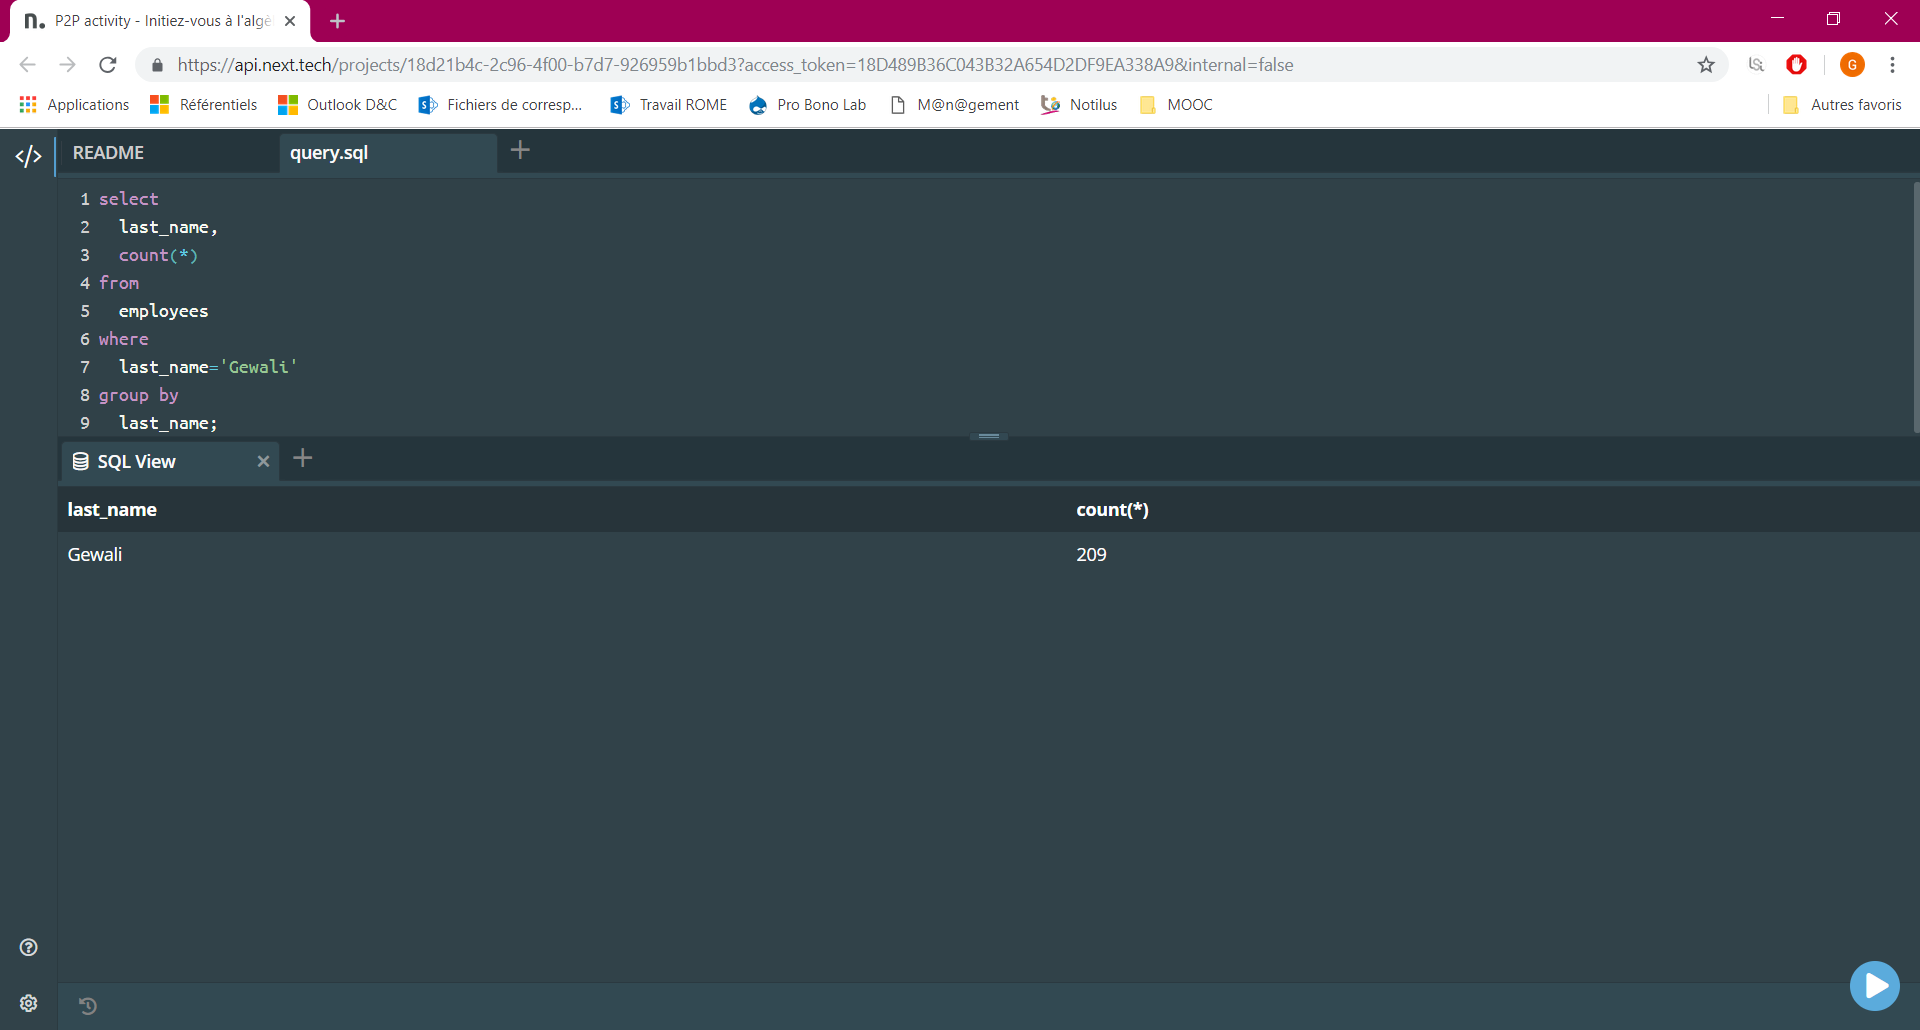 n. P2P activity - Initiez-vous à l'algè
https://api.next.tech/projects/18d21b4c-2c96-4f00-b7d7-926959b1bbd3?access_token=18D489B36C043B32A654D2DF9EA338A9&internal=false
G
Applications Référentiels Outlook D&C Fichiers de corresp... Travail ROME Pro Bono Lab M@n@gement Notilus MOOC Autres favoris
</> README query.sql
1 select
2 last_name,
3 count(*)
4 from
5 employees
6 where
7 last_name='Gewali'
8 group by
9 last_name;
SQL View
last_name count(*)
Gewali 209